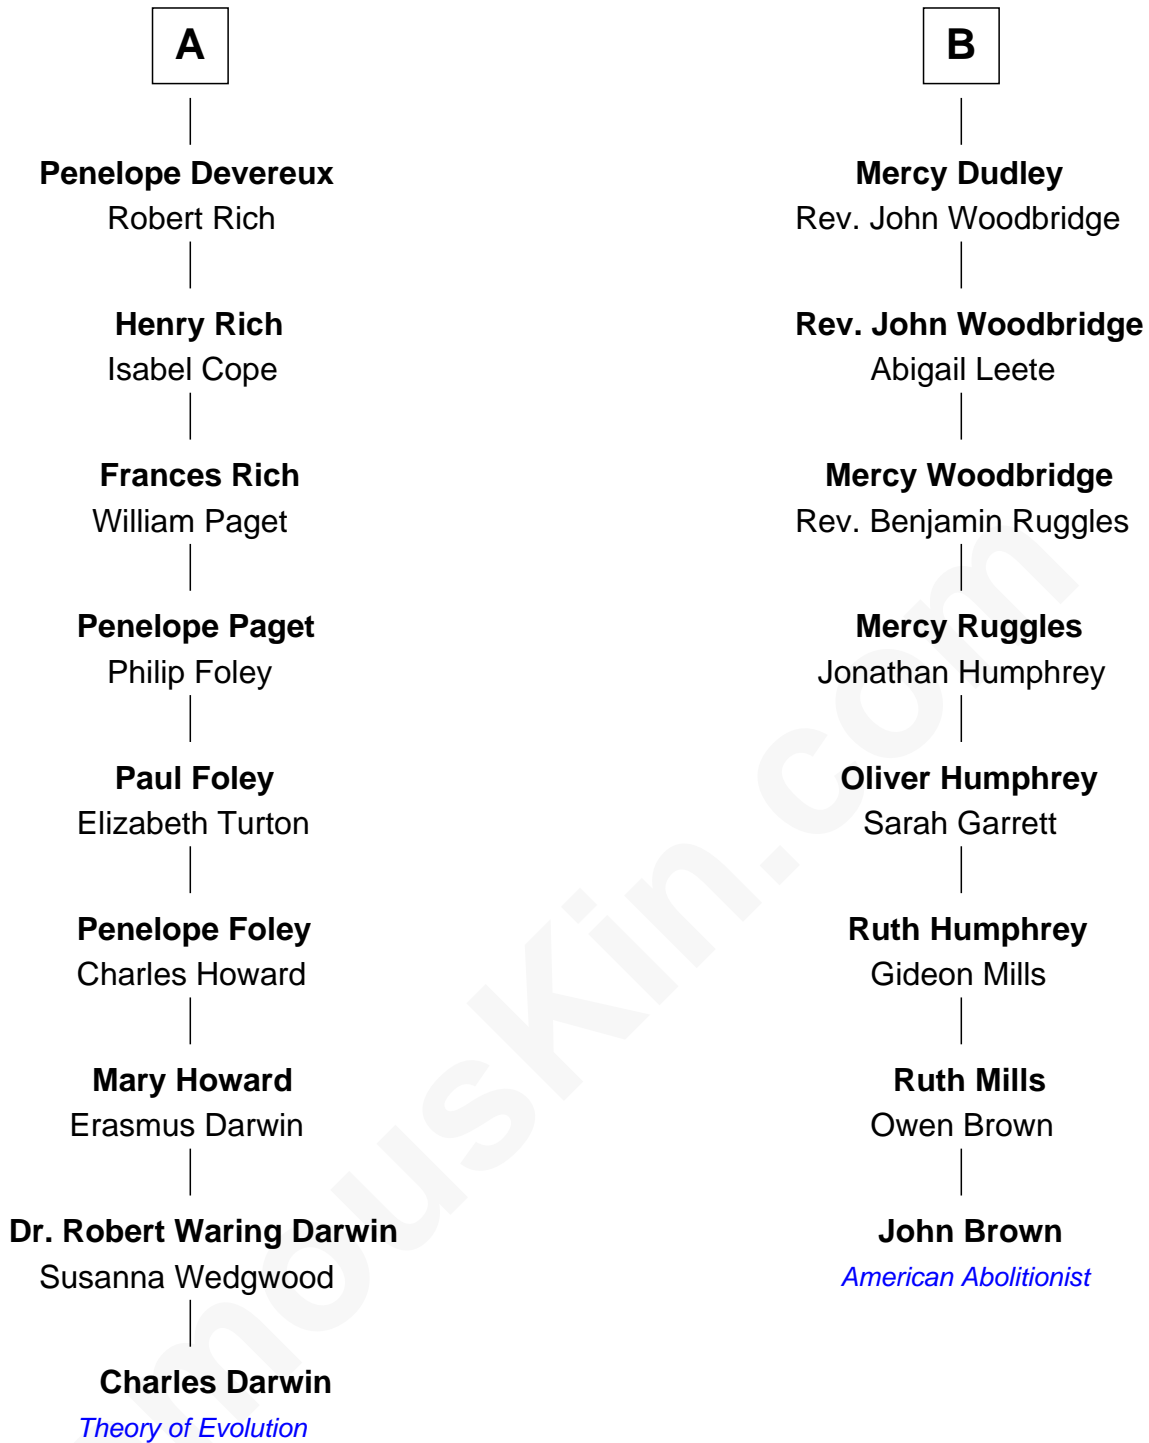 A
Penelope Devereux
Robert Rich
Henry Rich
Isabel Cope
Frances Rich
William Paget
Penelope Paget
Philip Foley
Paul Foley
Elizabeth Turton
Penelope Foley
Charles Howard
Mary Howard
Erasmus Darwin
Dr. Robert Waring Darwin
Susanna Wedgwood
Charles Darwin
Theory of Evolution
B
Mercy Dudley
Rev. John Woodbridge
Rev. John Woodbridge
Abigail Leete
Mercy Woodbridge
Rev. Benjamin Ruggles
Mercy Ruggles
Jonathan Humphrey
Oliver Humphrey
Sarah Garrett
Ruth Humphrey
Gideon Mills
Ruth Mills
Owen Brown
John Brown
American Abolitionist
mouskin.com